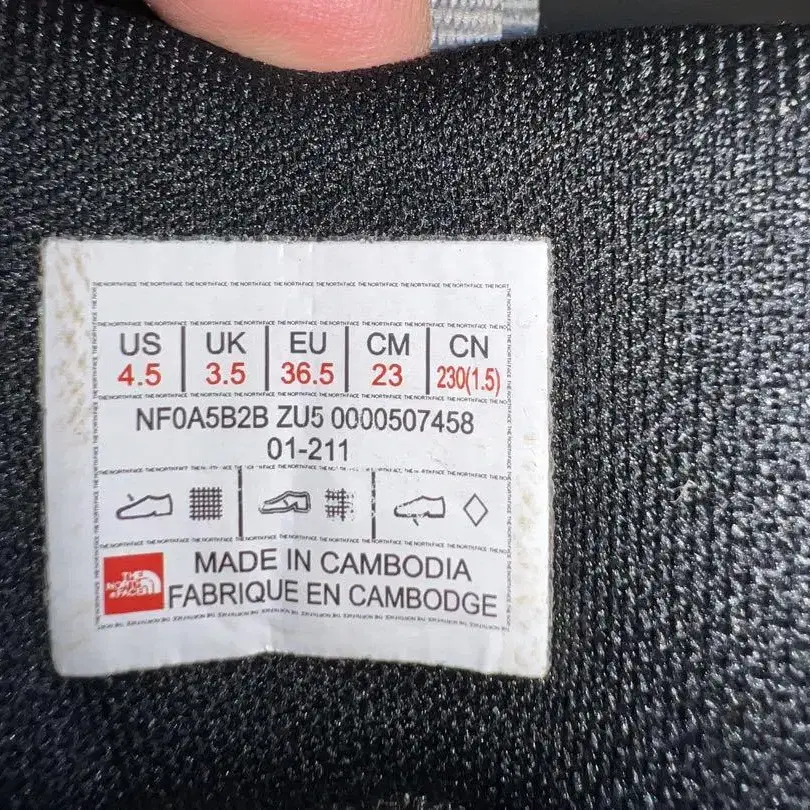 US UK EU CM CN
4.5 3.5 36.5 23 230(1.5)
NF0A5B2B ZU5 0000507458
01-211
MADE IN CAMBODIA
FABRIQUE EN CAMBODGE
THE
NORTH
FACE